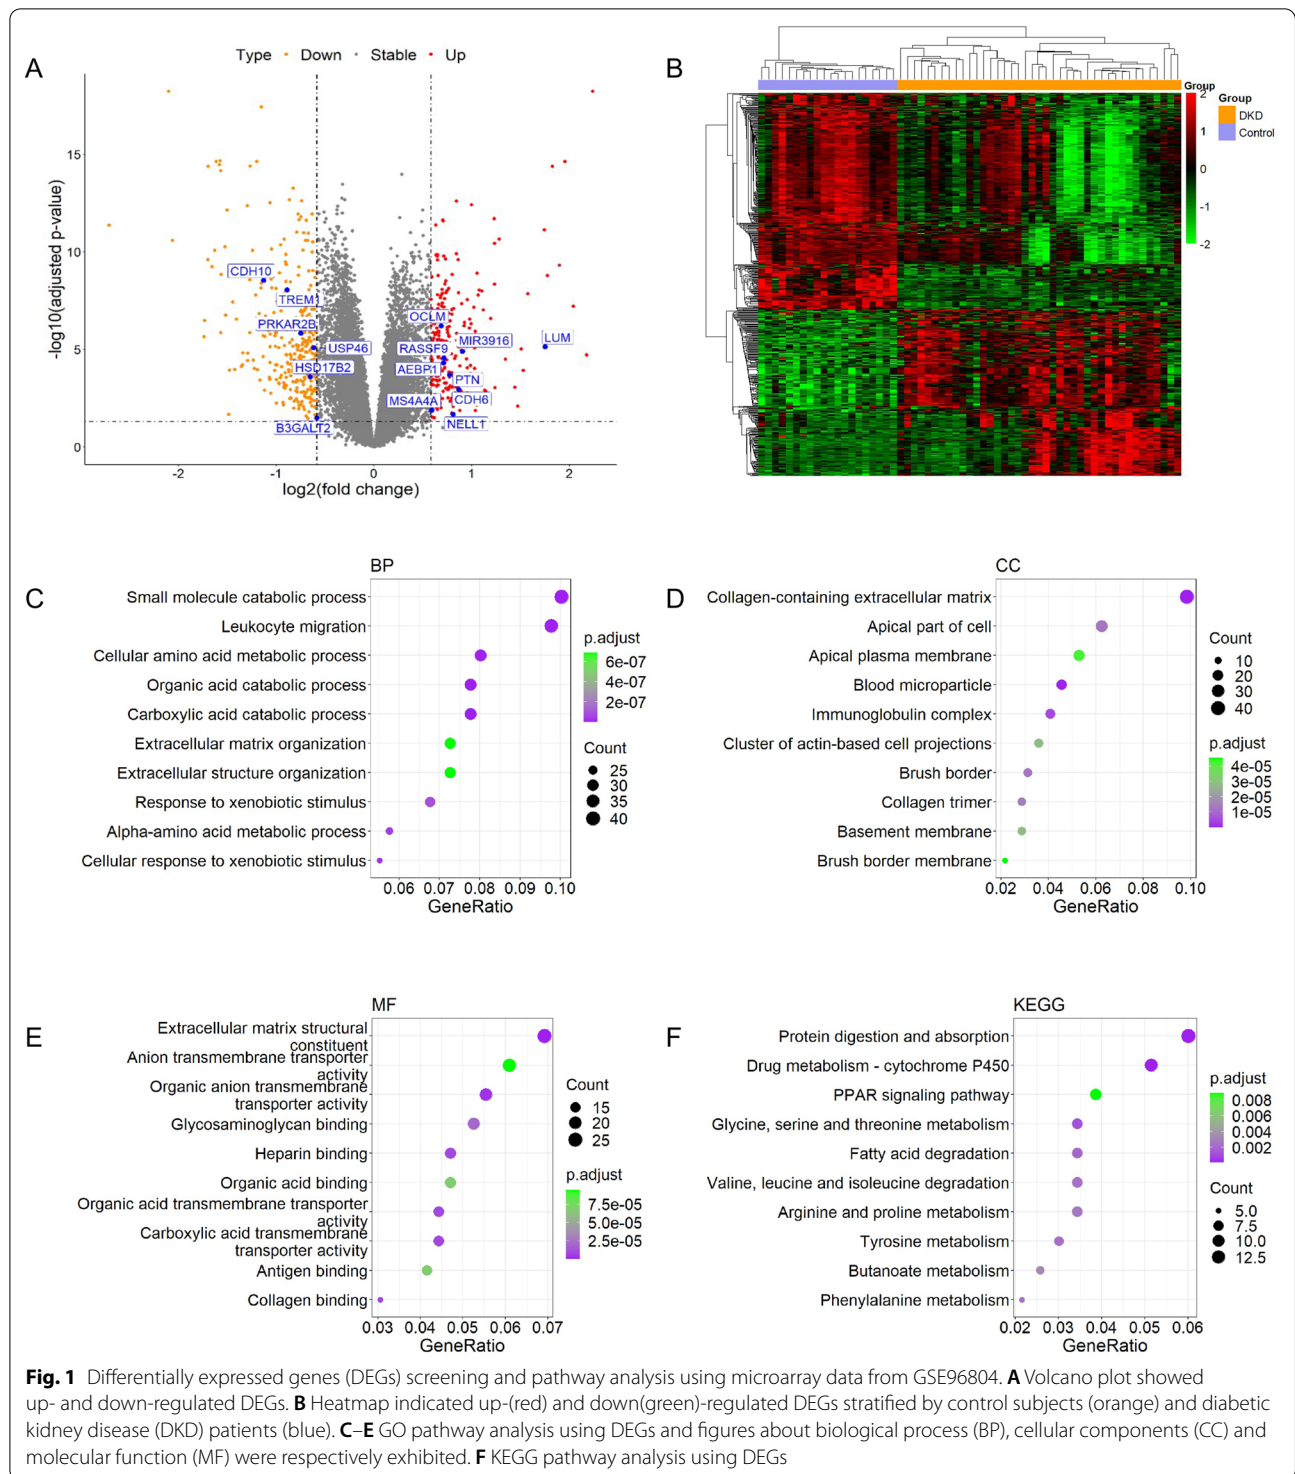 Type Down Stable Up
A
-log10(adjusted p-value)
15
10
5
0
CDH10
TREM1
PRKAR2B
USP46
HSD17B2
B3GALT2
OCLM
MIR3916
RASSF9
LUM
AEBP1
PTN
MS4A4A
CDH6
NELL1
-2 -1 0 1 2
log2(fold change)
B
Group
2
1
0
-1
-2
Group
DKD
Control
C
BP
Small molecule catabolic process
Leukocyte migration
Cellular amino acid metabolic process
Organic acid catabolic process
Carboxylic acid catabolic process
Extracellular matrix organization
Extracellular structure organization
Response to xenobiotic stimulus
Alpha-amino acid metabolic process
Cellular response to xenobiotic stimulus
0.06 0.07 0.08 0.09 0.10
GeneRatio
p.adjust
6e-07
4e-07
2e-07
Count
25
30
35
40
D
CC
Collagen-containing extracellular matrix
Apical part of cell
Apical plasma membrane
Blood microparticle
Immunoglobulin complex
Cluster of actin-based cell projections
Brush border
Collagen trimer
Basement membrane
Brush border membrane
0.02 0.04 0.06 0.08 0.10
GeneRatio
Count
10
20
30
40
p.adjust
4e-05
3e-05
2e-05
1e-05
E
MF
Extracellular matrix structural
constituent
Anion transmembrane transporter
activity
Organic anion transmembrane
transporter activity
Glycosaminoglycan binding
Heparin binding
Organic acid binding
Organic acid transmembrane transporter
activity
Carboxylic acid transmembrane
transporter activity
Antigen binding
Collagen binding
0.03 0.04 0.05 0.06 0.07
GeneRatio
Count
15
20
25
p.adjust
7.5e-05
5.0e-05
2.5e-05
F
KEGG
Protein digestion and absorption
Drug metabolism - cytochrome P450
PPAR signaling pathway
Glycine, serine and threonine metabolism
Fatty acid degradation
Valine, leucine and isoleucine degradation
Arginine and proline metabolism
Tyrosine metabolism
Butanoate metabolism
Phenylalanine metabolism
0.02 0.03 0.04 0.05 0.06
GeneRatio
p.adjust
0.008
0.006
0.004
0.002
Count
5.0
7.5
10.0
12.5
Fig. 1 Differentially expressed genes (DEGs) screening and pathway analysis using microarray data from GSE96804. A Volcano plot showed
up- and down-regulated DEGs. B Heatmap indicated up-(red) and down(green)-regulated DEGs stratified by control subjects (orange) and diabetic
kidney disease (DKD) patients (blue). C–E GO pathway analysis using DEGs and figures about biological process (BP), cellular components (CC) and
molecular function (MF) were respectively exhibited. F KEGG pathway analysis using DEGs